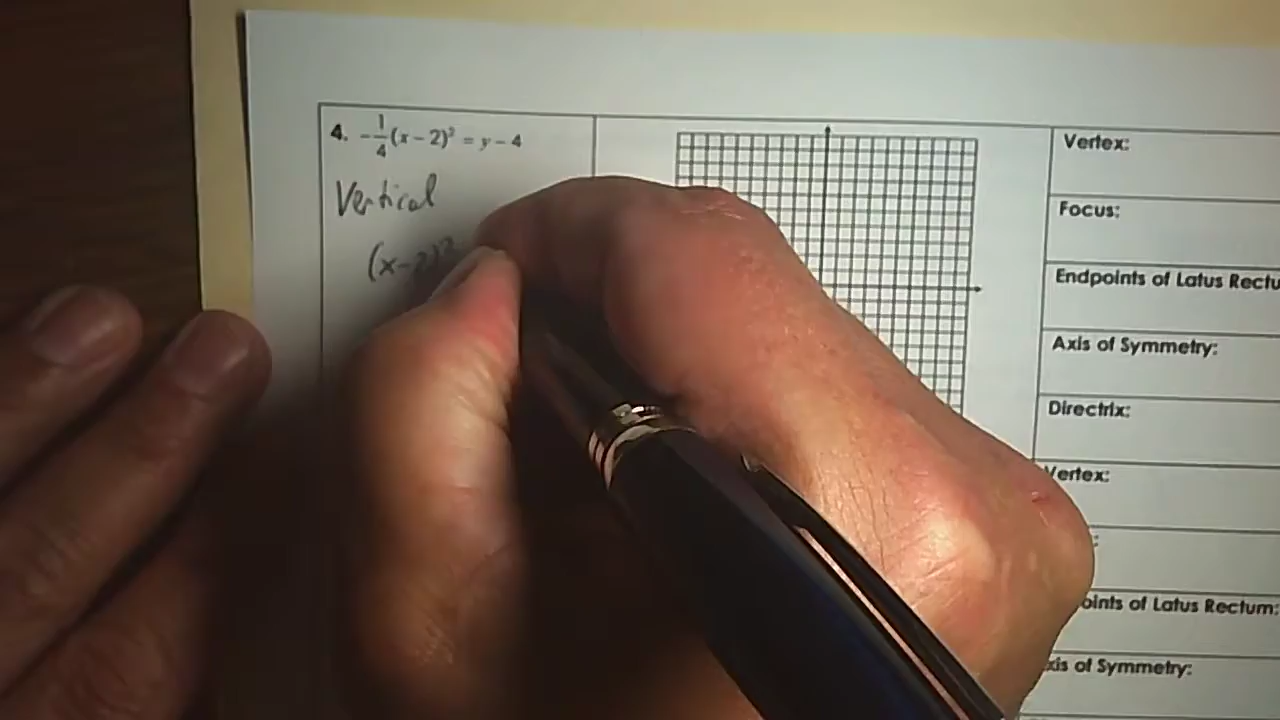 4. -1/4(x - 2)² = y - 4
Vertical
(x-2)²
Vertex:
Focus:
Endpoints of Latus Rectu
Axis of Symmetry:
Directrix:
Vertex:
:
oints of Latus Rectum:
xis of Symmetry: